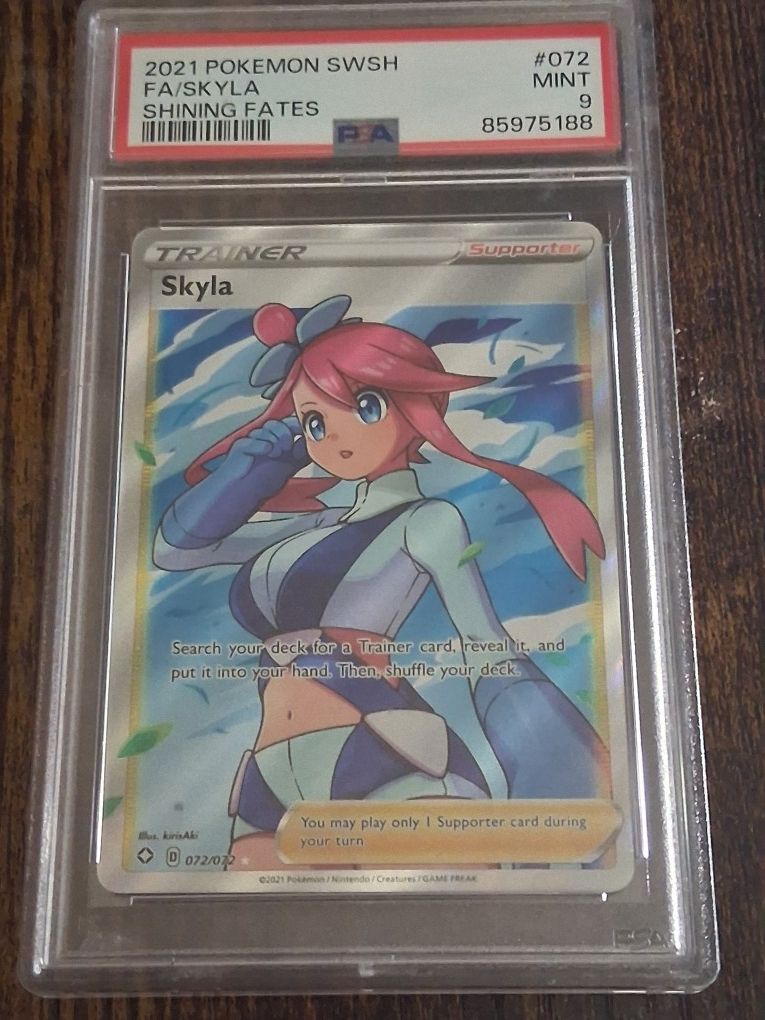 2021 POKEMON SWSH #072
FA/SKYLA MINT
SHINING FATES 9
PSA 85975188
TRAINER Supporter
Skyla
Search your deck for a Trainer card, reveal it, and
put it into your hand. Then, shuffle your deck.
You may play only 1 Supporter card during
your turn
Illus. kirisAki
D 072/072
©2021 Pokémon / Nintendo / Creatures / GAME FREAK
PSA